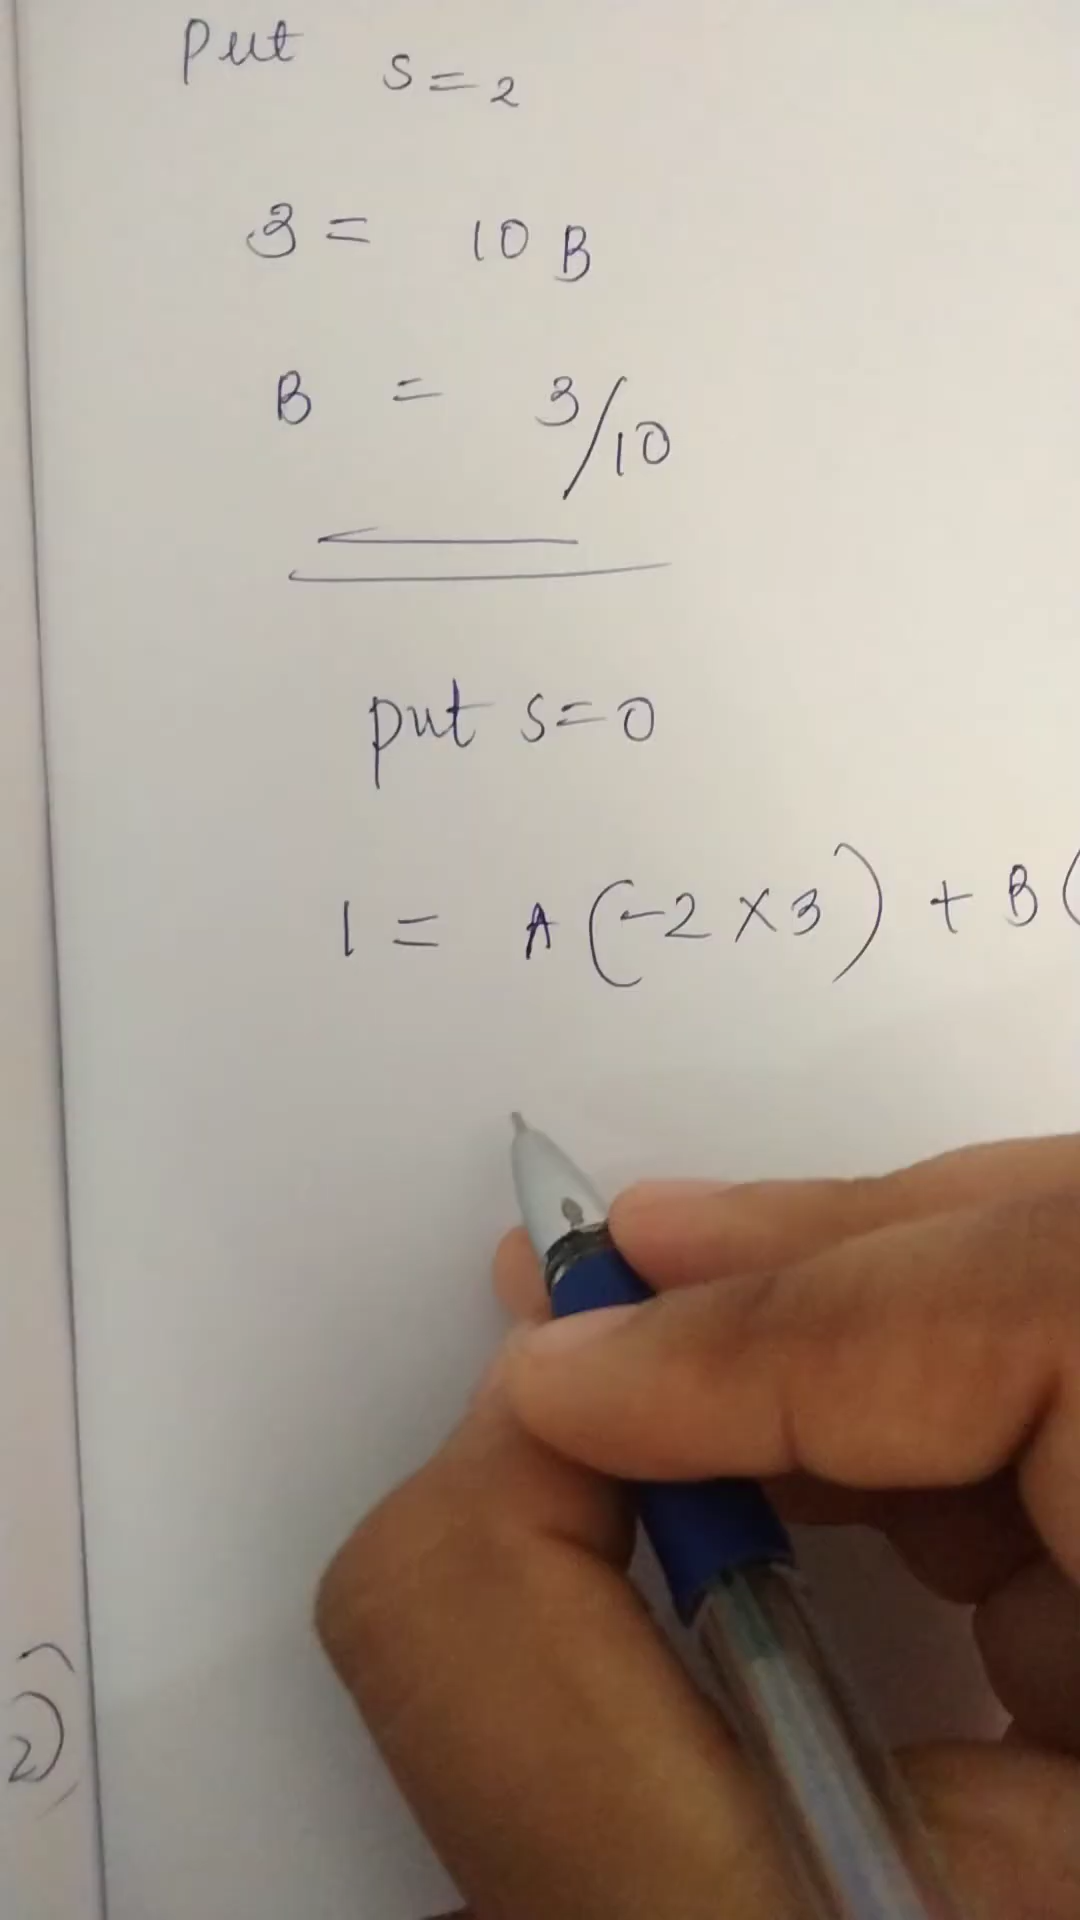 Put s=2
3 = 10 B
B = 3/10
put s=0
1 = A (-2 × 3) + B (
2)